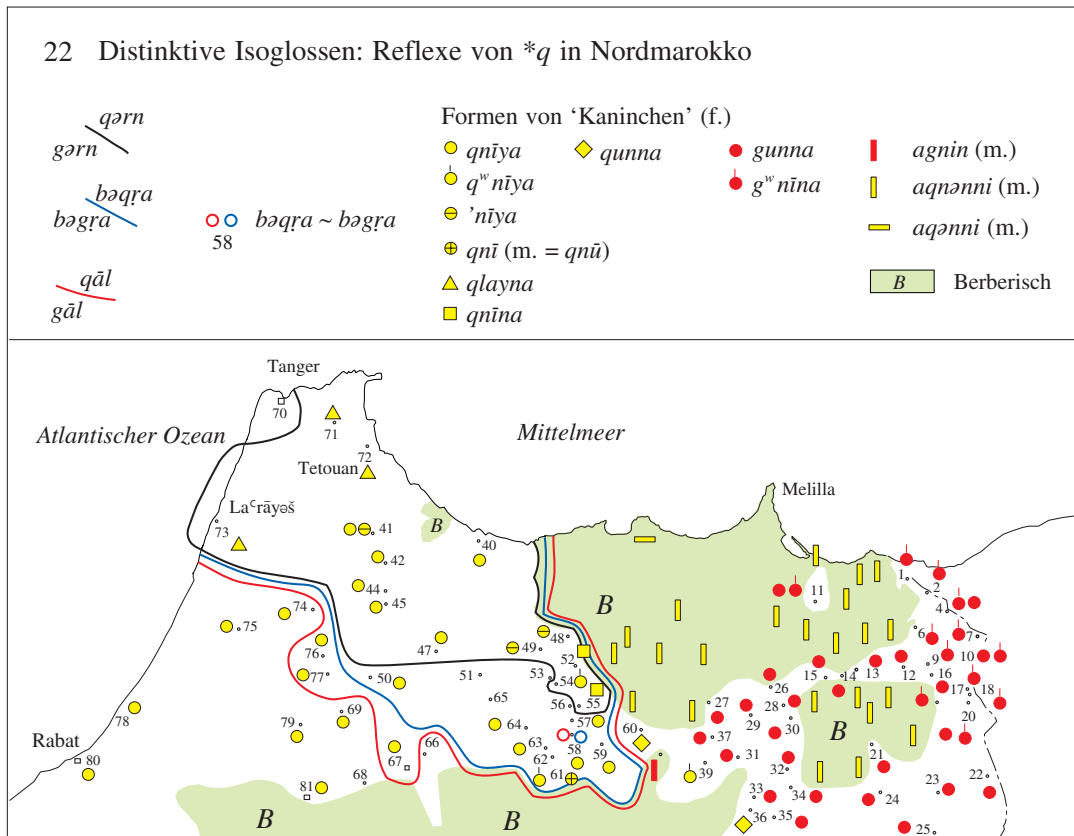 22 Distinktive Isoglossen: Reflexe von *q in Nordmarokko
qərn
gərn
bəqṛa
bəgṛa
58
bəqṛa ~ bəgṛa
qāl
gāl
Formen von ‘Kaninchen’ (f.)
qnīya
qʷ nīya
’nīya
qnī (m. = qnū)
qlayna
qnīna
qunna
gunna
gʷ nīna
agnin (m.)
aqnənni (m.)
aqənni (m.)
B Berberisch
Tanger
70
71
Atlantischer Ozean
Mittelmeer
72
Tetouan
Melilla
Laᶜrāyəš
73
41
B
40
42
1
2
44
45
11
4
74
75
B
6
7
76
47
48
49
52
9
10
77
50
51
53
54
15
14
13
12
16
26
17
18
65
55
78
69
56
27
28
20
79
57
29
30
64
60
Rabat
66
63
58
59
37
B
80
67
62
31
21
61
39
32
22
81
68
33
34
24
23
B
B
36
35
25